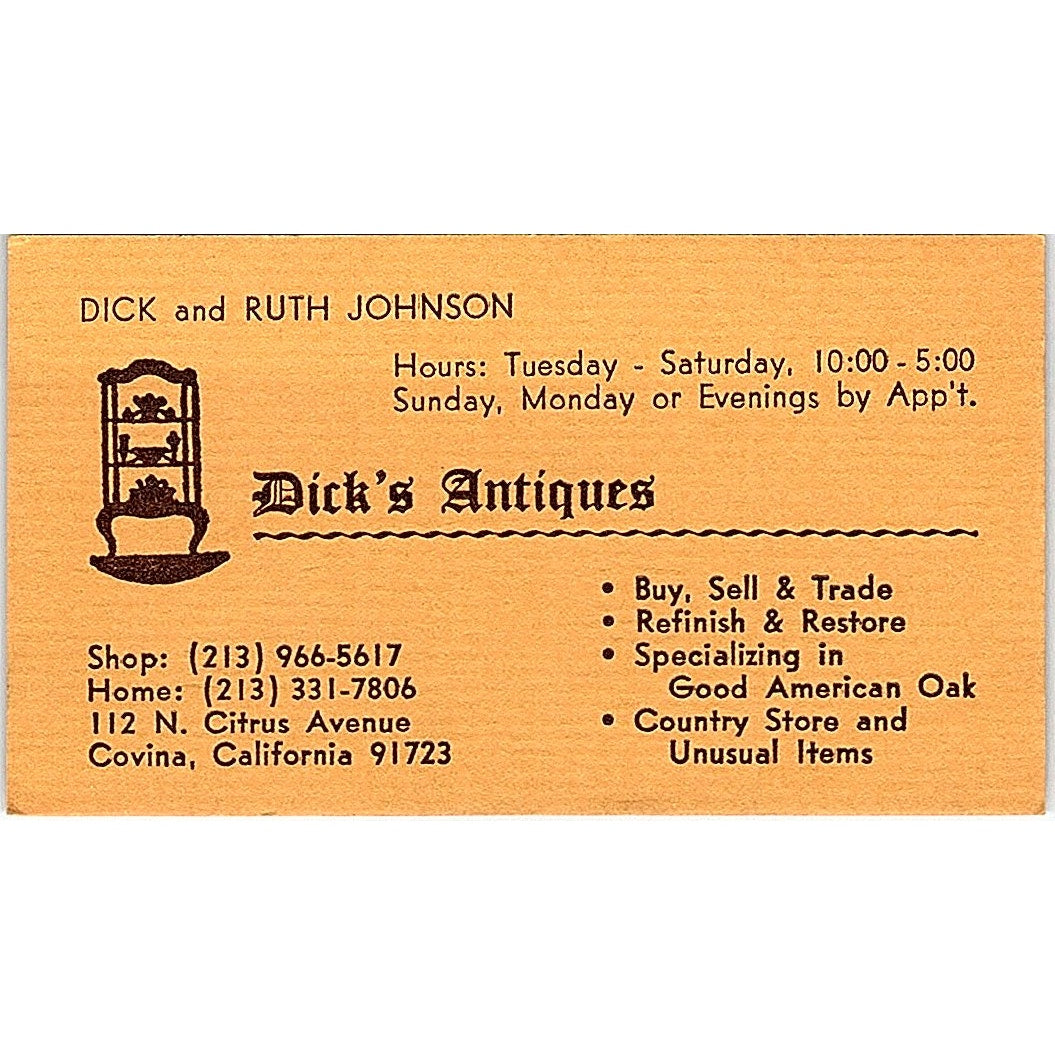 DICK and RUTH JOHNSON
Hours: Tuesday - Saturday, 10:00 - 5:00
Sunday, Monday or Evenings by App't.
Dick's Antiques
• Buy, Sell & Trade
• Refinish & Restore
• Specializing in
Good American Oak
• Country Store and
Unusual Items
Shop: (213) 966-5617
Home: (213) 331-7806
112 N. Citrus Avenue
Covina, California 91723